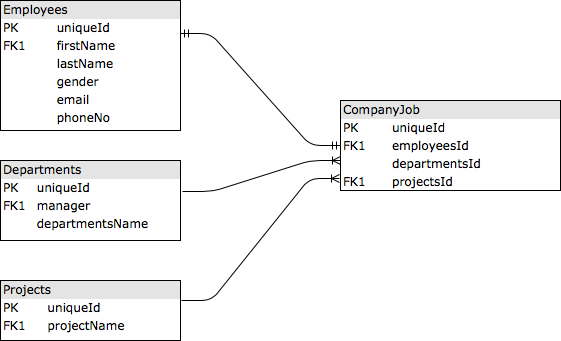 Employees
PK uniqueId
FK1 firstName
lastName
gender
email
phoneNo
CompanyJob
PK uniqueId
FK1 employeesId
departmentsId
FK1 projectsId
Departments
PK uniqueId
FK1 manager
departmentsName
Projects
PK uniqueId
FK1 projectName